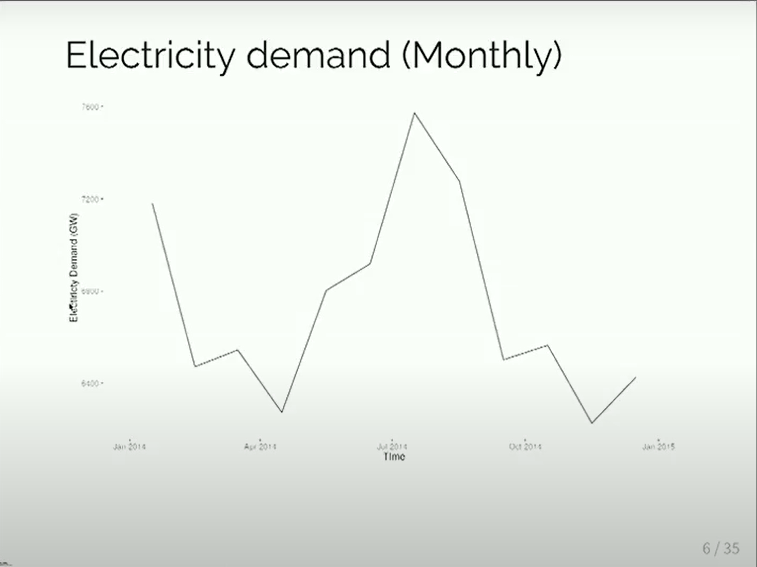 Electricity demand (Monthly)
7600
7200
Electricty Demand (GW)
6800
6400
Jan 2014
Apr 2014
Jul 2014
Oct 2014
Jan 2015
Time
6 / 35